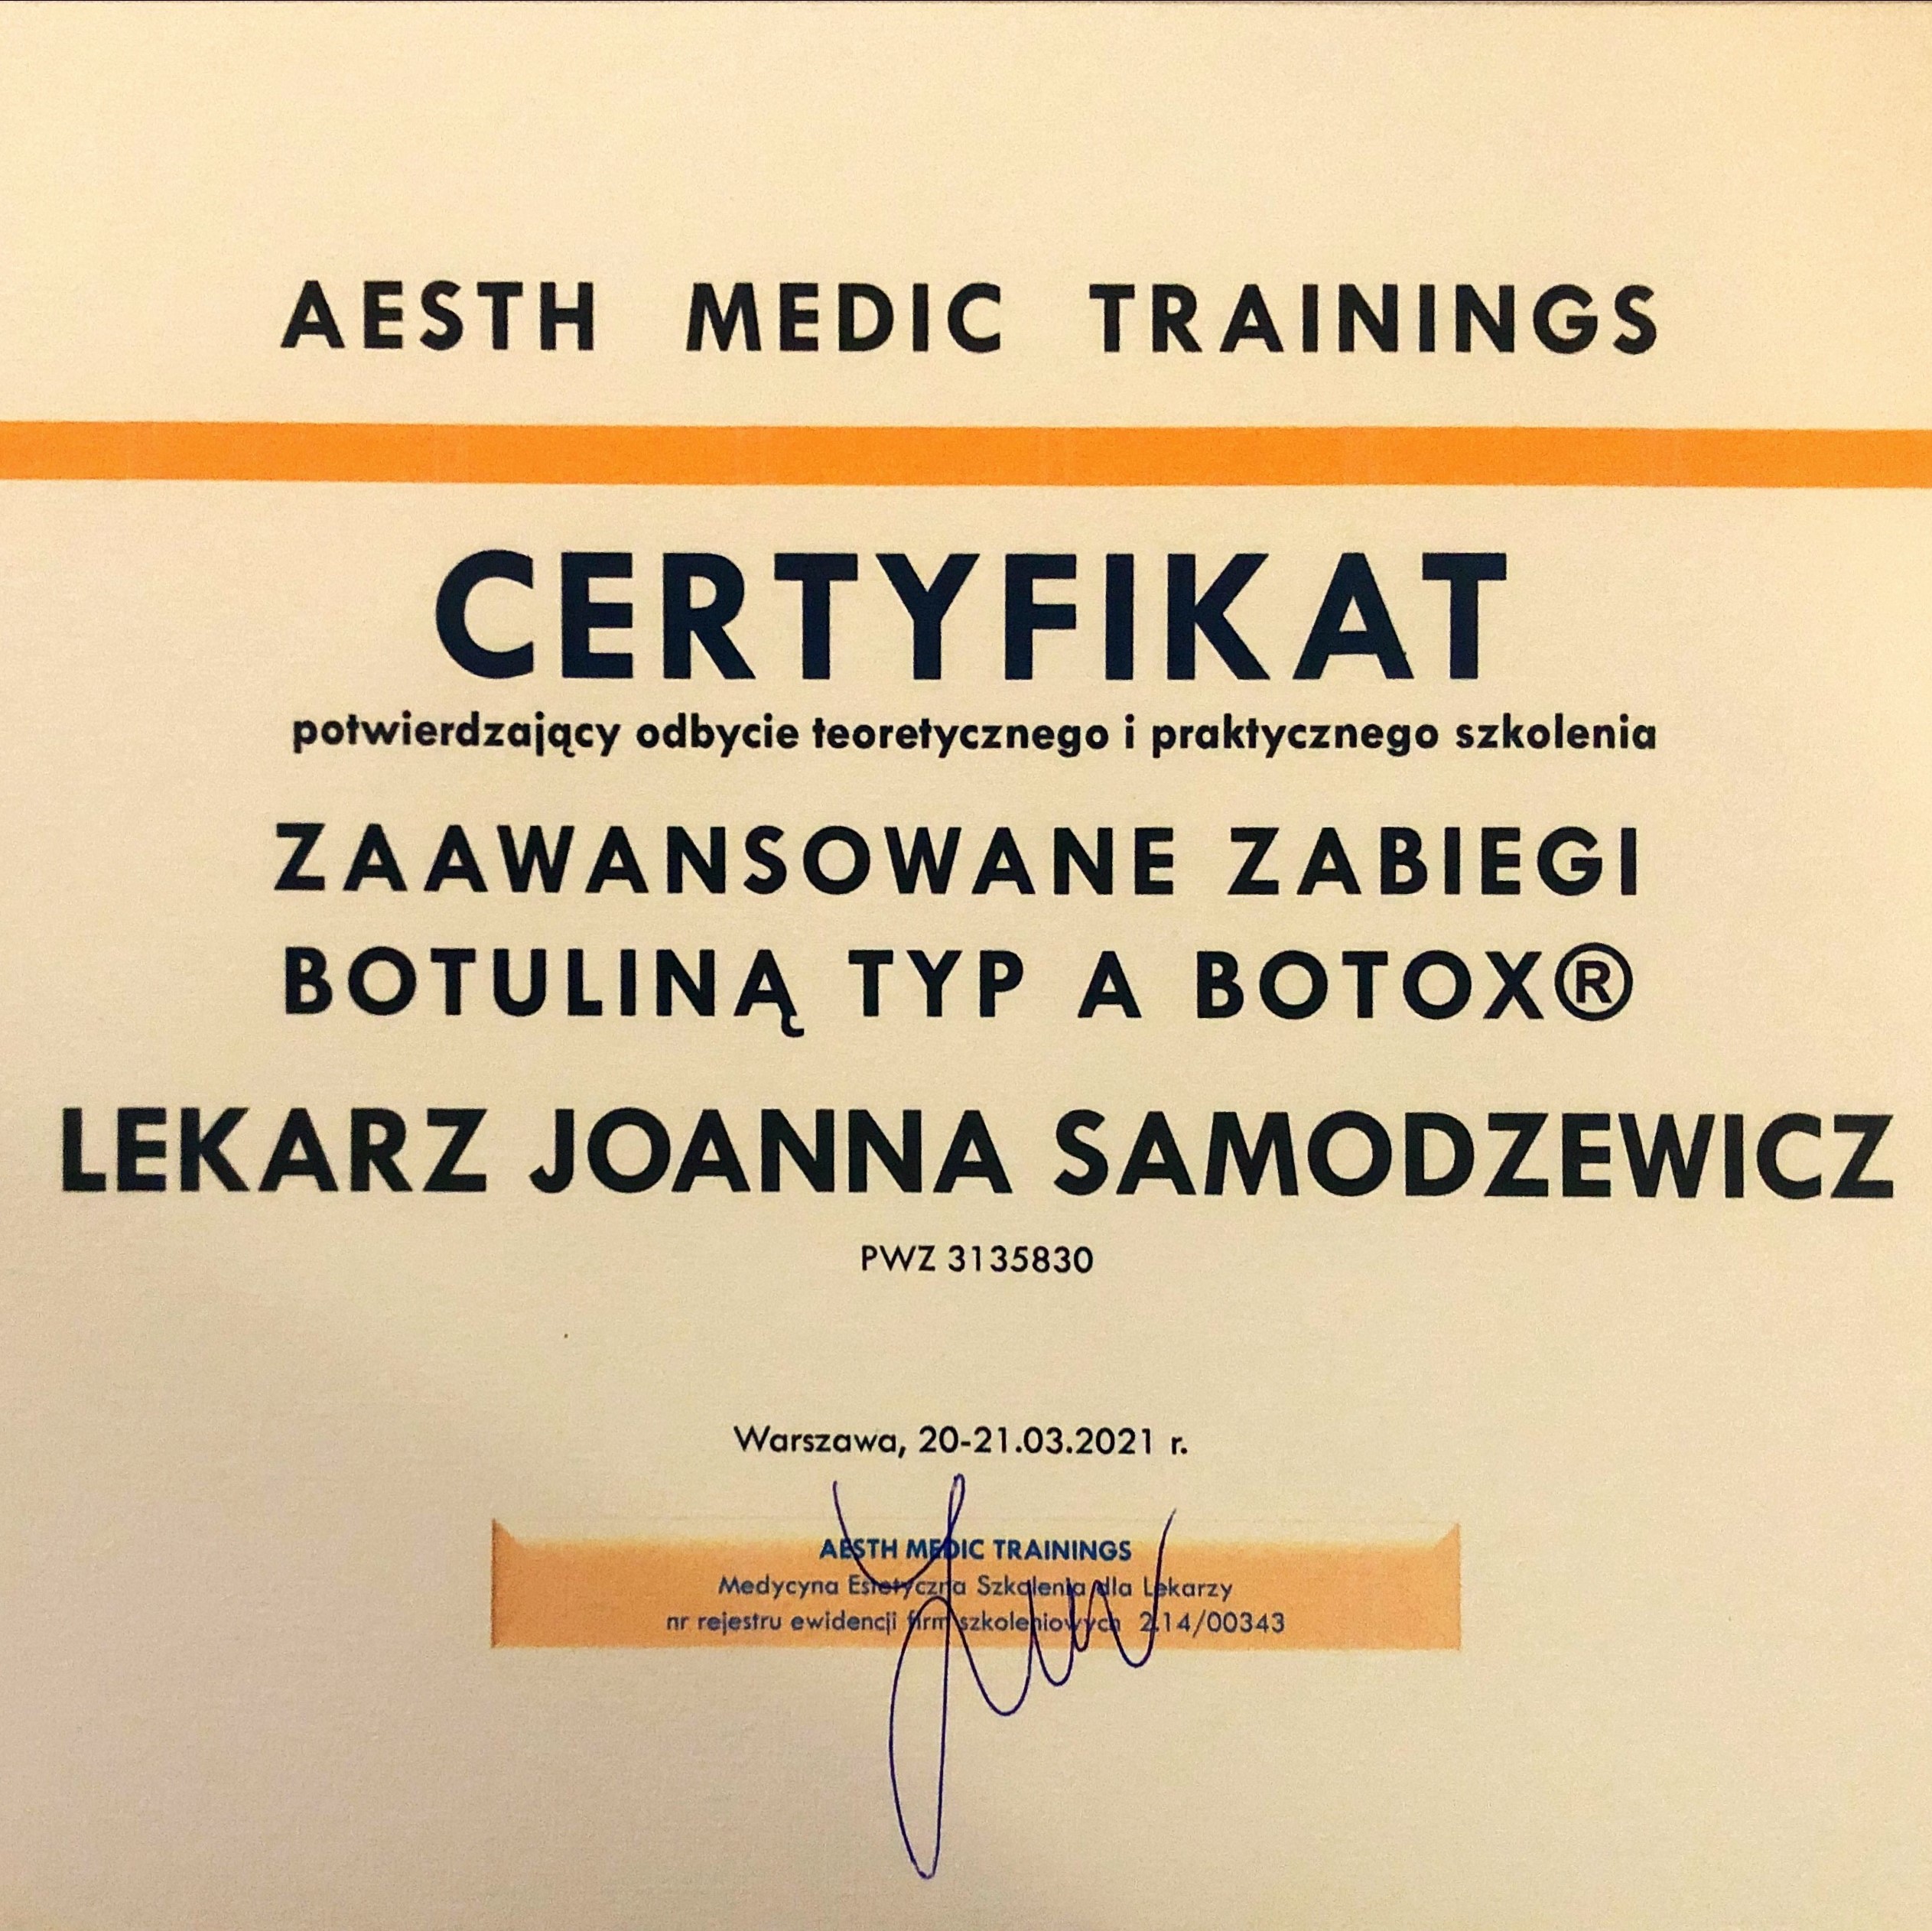 AESTH MEDIC TRAININGS
CERTYFIKAT
potwierdzający odbycie teoretycznego i praktycznego szkolenia
ZAAWANSOWANE ZABIEGI
BOTULINĄ TYP A BOTOX®
LEKARZ JOANNA SAMODZEWICZ
PWZ 3135830
Warszawa, 20-21.03.2021 r.
AESTH MEDIC TRAININGS
Medycyna Estetyczna Szkolenia dla Lekarzy
nr rejestru ewidencji firm szkoleniowych 2.14/00343